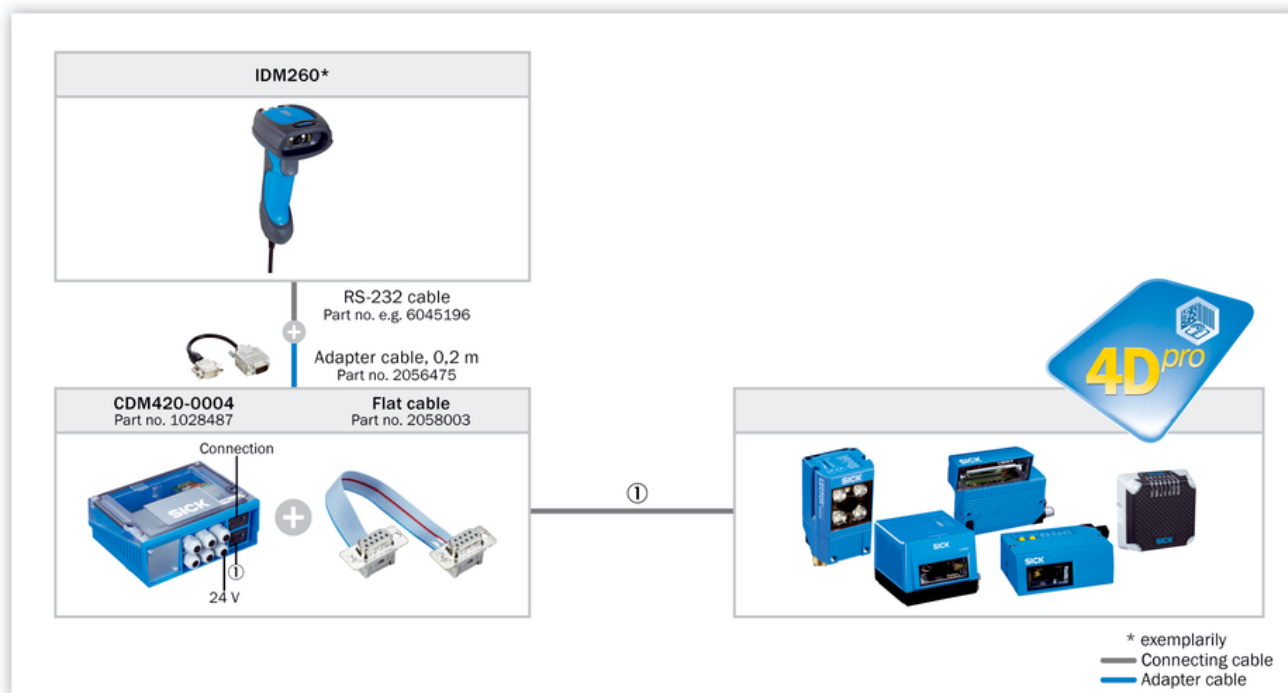 IDM260*
RS-232 cable
Part no. e.g. 6045196
Adapter cable, 0,2 m
Part no. 2056475
CDM420-0004
Part no. 1028487
Flat cable
Part no. 2058003
Connection
SICK
①
24 V
①
4Dpro
SICK
SICK
SICK
SICK
* exemplarily
Connecting cable
Adapter cable